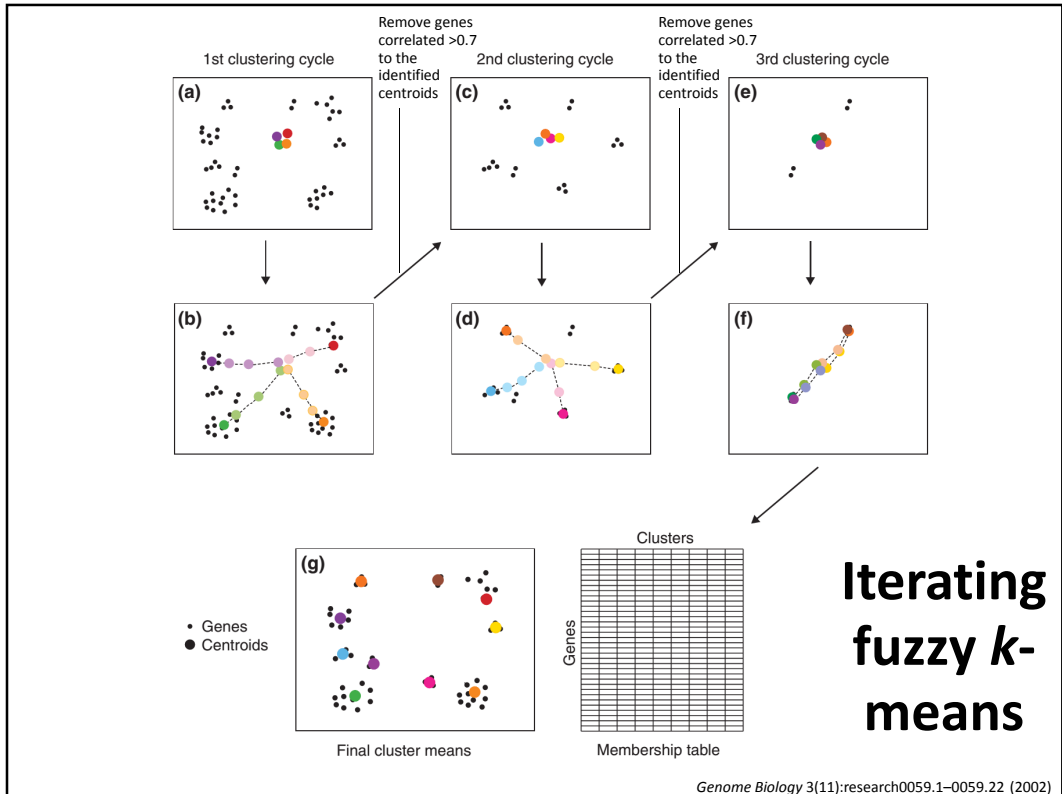 Remove genes
correlated >0.7
to the
identified
centroids
Remove genes
correlated >0.7
to the
identified
centroids
1st clustering cycle
2nd clustering cycle
3rd clustering cycle
(a)
(c)
(e)
(b)
(d)
(f)
Clusters
(g)
Genes
Centroids
Genes
Iterating
fuzzy k-
means
Final cluster means
Membership table
Genome Biology 3(11):research0059.1–0059.22 (2002)